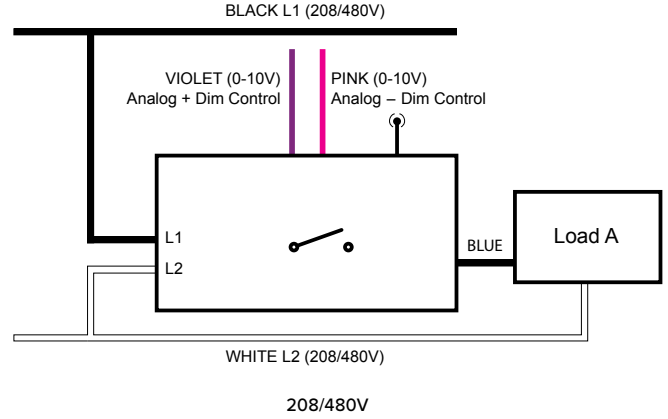 BLACK L1 (208/480V)
VIOLET (0-10V)
Analog + Dim Control
PINK (0-10V)
Analog – Dim Control
L1
L2
BLUE
Load A
WHITE L2 (208/480V)
208/480V